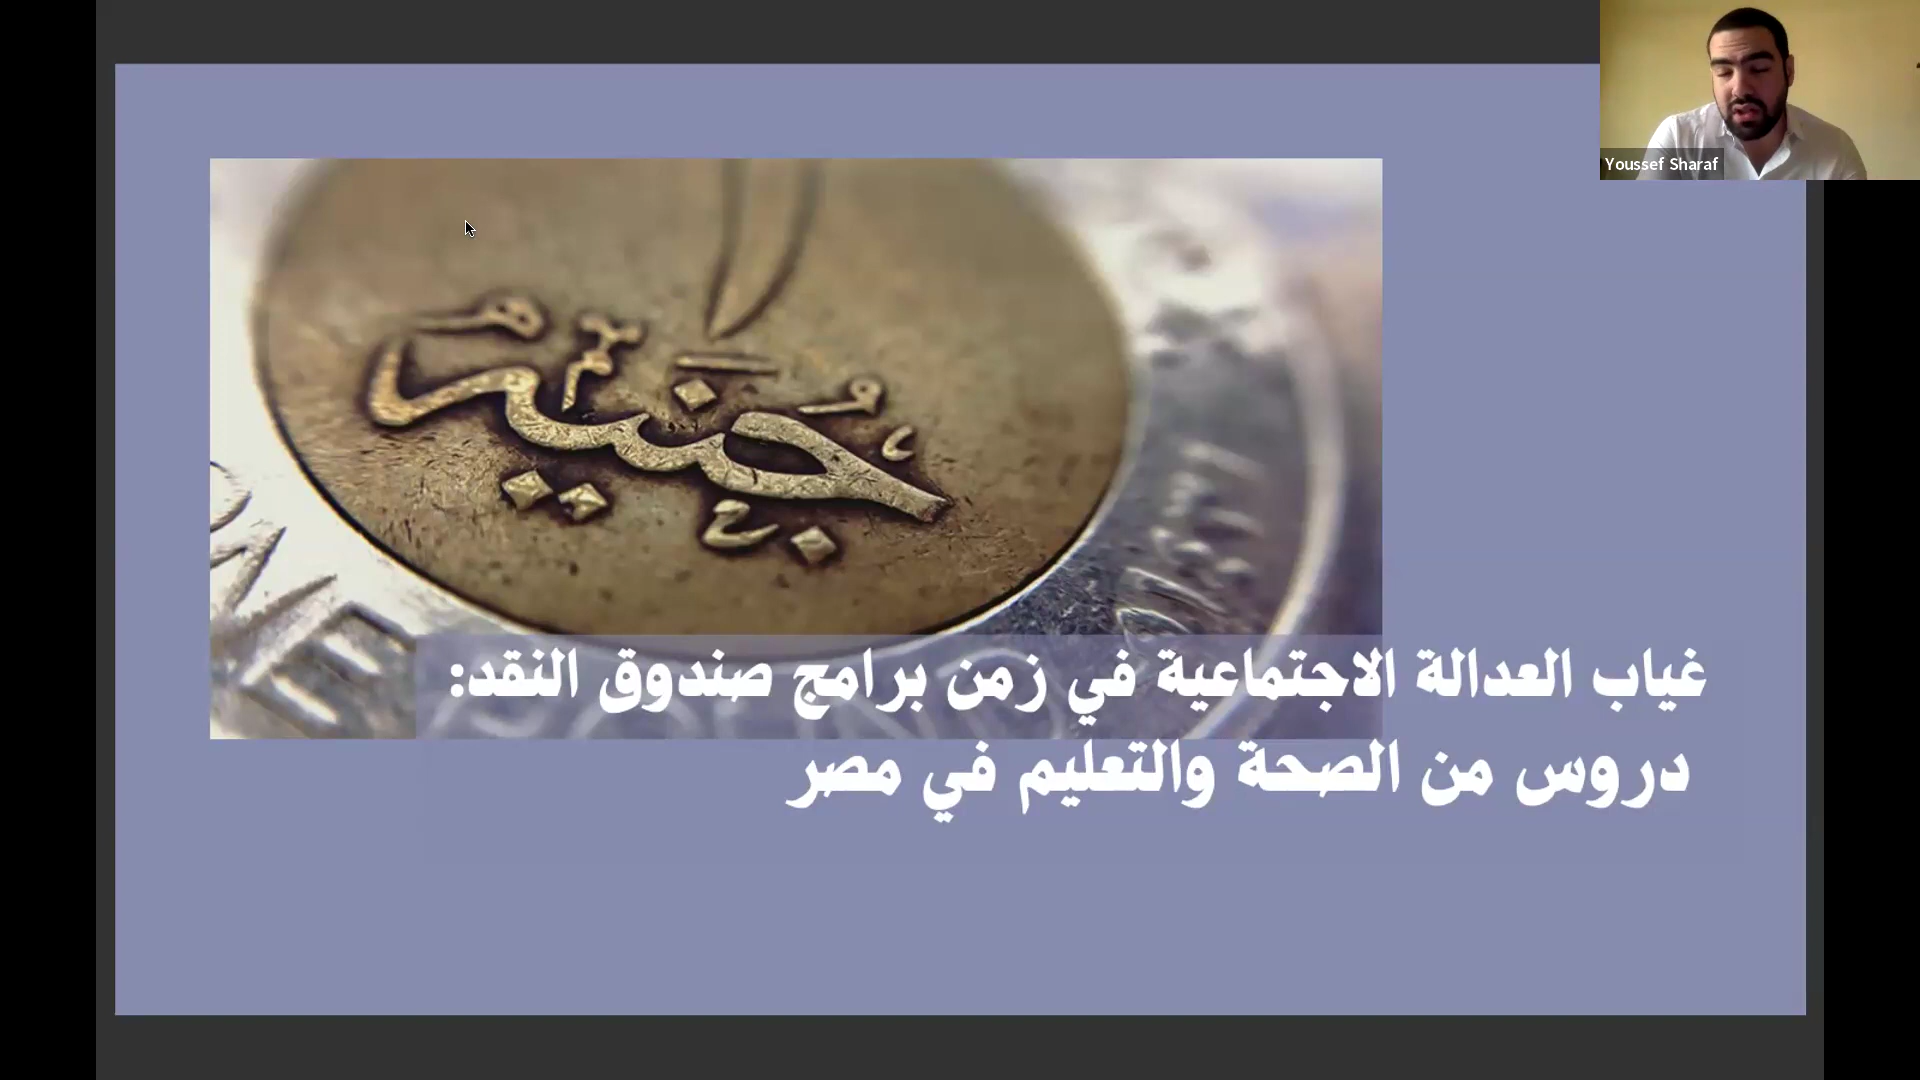 Youssef Sharaf
جنيه
غياب العدالة الاجتماعية في زمن برامج صندوق النقد:
دروس من الصحة والتعليم في مصر